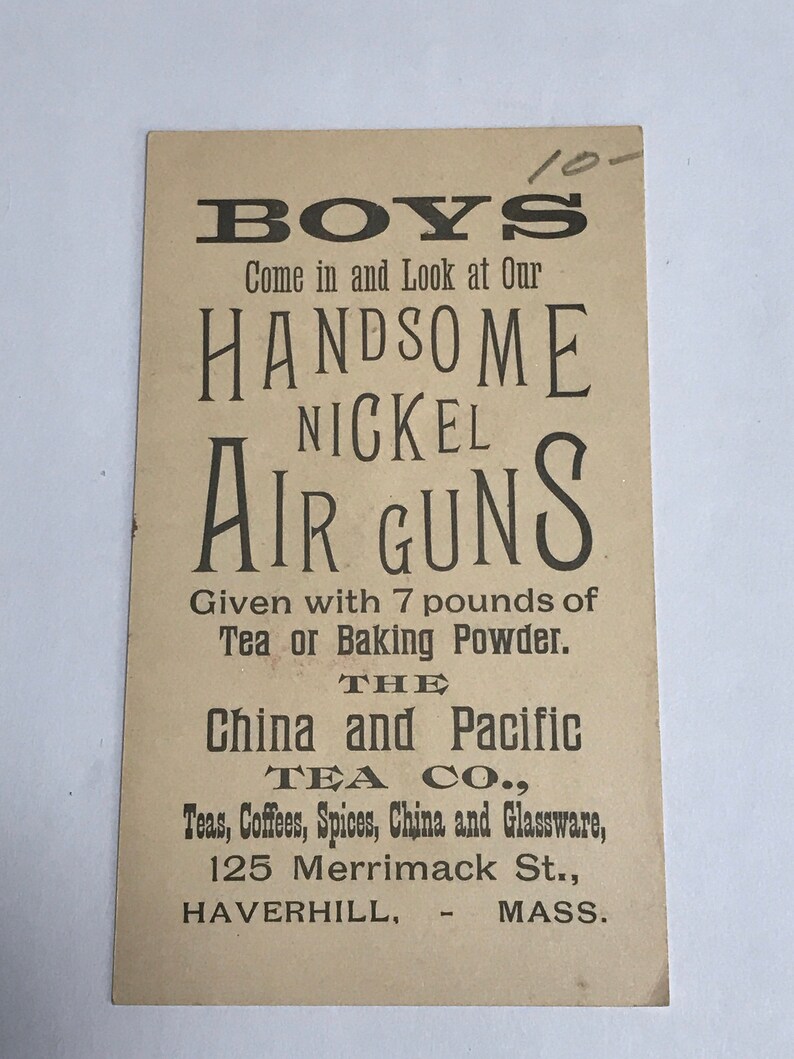 10-
BOYS
Come in and Look at Our
HANDSOME
NICKEL
AIR GUNS
Given with 7 pounds of
Tea or Baking Powder.
THE
China and Pacific
TEA CO.,
Teas, Coffees, Spices, China and Glassware,
125 Merrimack St.,
HAVERHILL, - MASS.